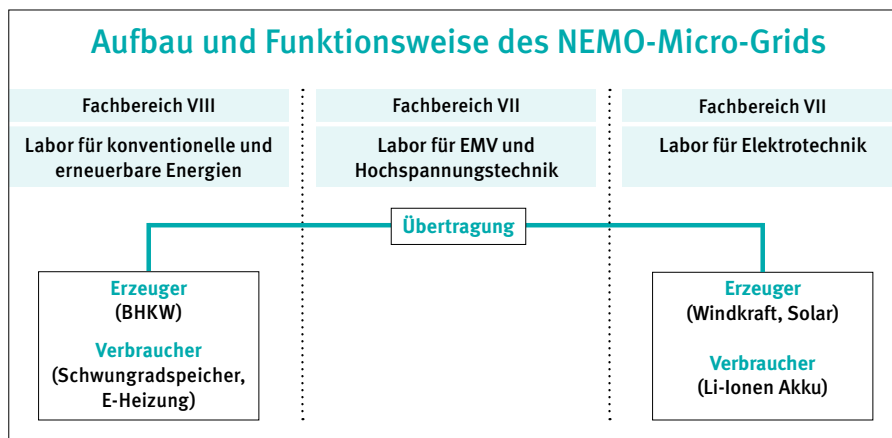 Aufbau und Funktionsweise des NEMO-Micro-Grids
Fachbereich VIII
Labor für konventionelle und
erneuerbare Energien
Fachbereich VII
Labor für EMV und
Hochspannungstechnik
Fachbereich VII
Labor für Elektrotechnik
Übertragung
Erzeuger
(BHKW)
Verbraucher
(Schwungradspeicher,
E-Heizung)
Erzeuger
(Windkraft, Solar)
Verbraucher
(Li-Ionen Akku)